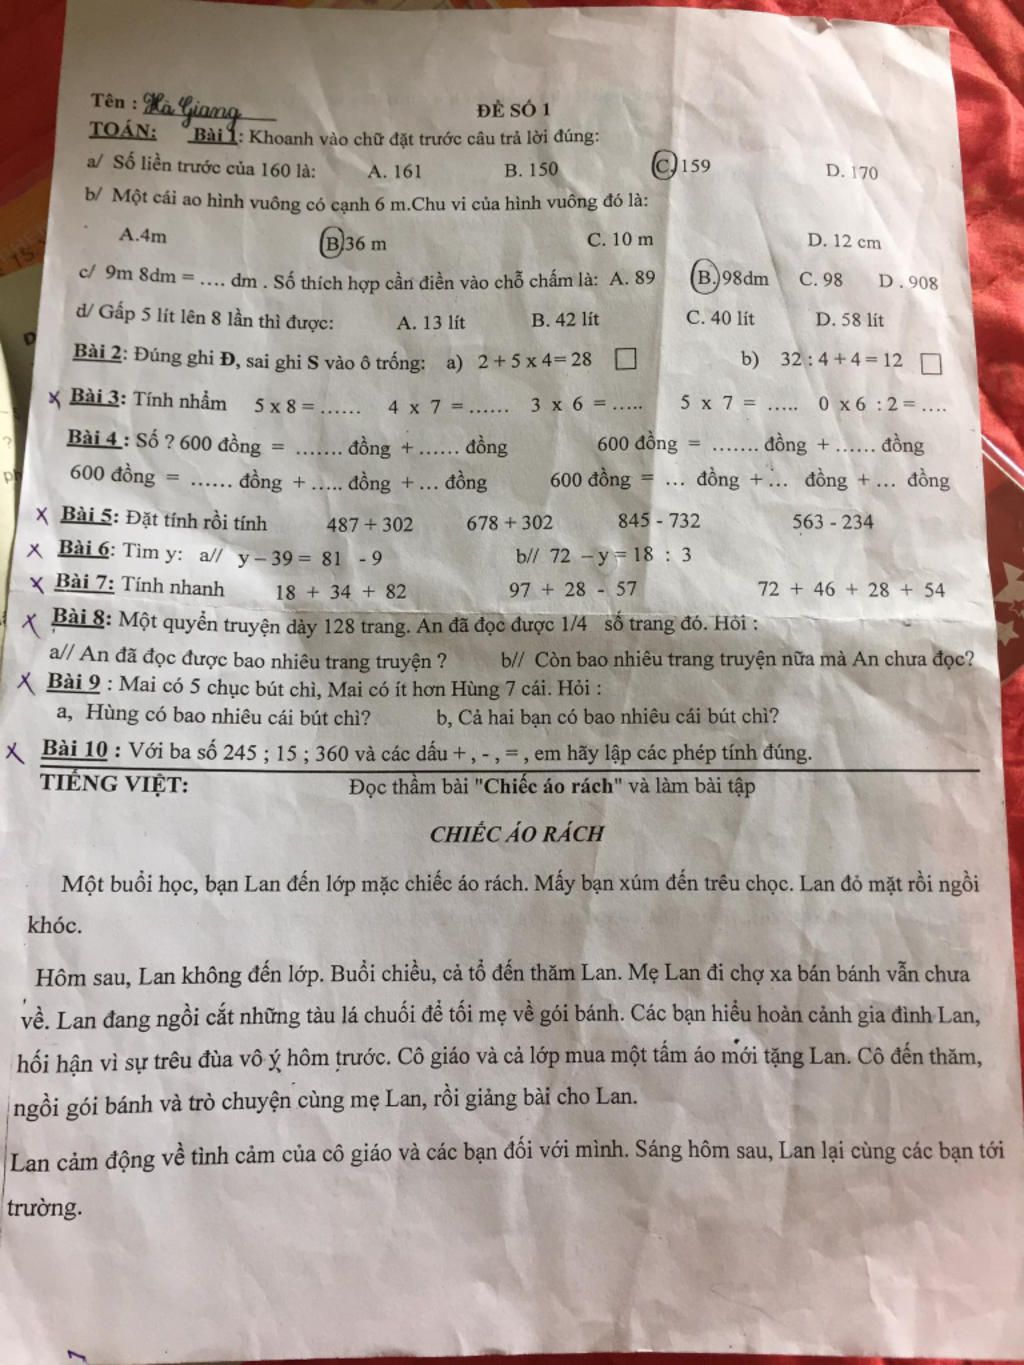 Tên : Hà Giang
ĐỀ SỐ 1
TOÁN: Bài 1: Khoanh vào chữ đặt trước câu trả lời đúng:
a/ Số liền trước của 160 là: A. 161 B. 150 C. 159 D. 170
b/ Một cái ao hình vuông có cạnh 6 m.Chu vi của hình vuông đó là:
A.4m B.36 m C. 10 m D. 12 cm
c/ 9m 8dm = .... dm . Số thích hợp cần điền vào chỗ chấm là: A. 89 B. 98dm C. 98 D . 908
d/ Gấp 5 lít lên 8 lần thì được: A. 13 lít B. 42 lít C. 40 lít D. 58 lít
Bài 2: Đúng ghi Đ, sai ghi S vào ô trống: a) 2 + 5 x 4= 28 □ b) 32 : 4 + 4 = 12 □
x Bài 3: Tính nhẩm 5 x 8 = ...... 4 x 7 = ...... 3 x 6 = ..... 5 x 7 = ..... 0 x 6 : 2 = ....
Bài 4 : Số ? 600 đồng = ....... đồng + ...... đồng 600 đồng = ....... đồng + ...... đồng
600 đồng = ...... đồng + ..... đồng + ... đồng 600 đồng = ... đồng + ... đồng + ... đồng
x Bài 5: Đặt tính rồi tính 487 + 302 678 + 302 845 - 732 563 - 234
x Bài 6: Tìm y: a// y – 39 = 81 - 9 b// 72 – y = 18 : 3
x Bài 7: Tính nhanh 18 + 34 + 82 97 + 28 - 57 72 + 46 + 28 + 54
x Bài 8: Một quyển truyện dày 128 trang. An đã đọc được 1/4 số trang đó. Hỏi :
a// An đã đọc được bao nhiêu trang truyện ? b// Còn bao nhiêu trang truyện nữa mà An chưa đọc?
x Bài 9 : Mai có 5 chục bút chì, Mai có ít hơn Hùng 7 cái. Hỏi :
a, Hùng có bao nhiêu cái bút chì? b, Cả hai bạn có bao nhiêu cái bút chì?
x Bài 10 : Với ba số 245 ; 15 ; 360 và các dấu + , - , = , em hãy lập các phép tính đúng.
TIẾNG VIỆT: Đọc thầm bài "Chiếc áo rách" và làm bài tập
CHIẾC ÁO RÁCH
Một buổi học, bạn Lan đến lớp mặc chiếc áo rách. Mấy bạn xúm đến trêu chọc. Lan đỏ mặt rồi ngồi
khóc.
Hôm sau, Lan không đến lớp. Buổi chiều, cả tổ đến thăm Lan. Mẹ Lan đi chợ xa bán bánh vẫn chưa
về. Lan đang ngồi cắt những tàu lá chuối để tối mẹ về gói bánh. Các bạn hiểu hoàn cảnh gia đình Lan,
hối hận vì sự trêu đùa vô ý hôm trước. Cô giáo và cả lớp mua một tấm áo mới tặng Lan. Cô đến thăm,
ngồi gói bánh và trò chuyện cùng mẹ Lan, rồi giảng bài cho Lan.
Lan cảm động về tình cảm của cô giáo và các bạn đối với mình. Sáng hôm sau, Lan lại cùng các bạn tới
trường.